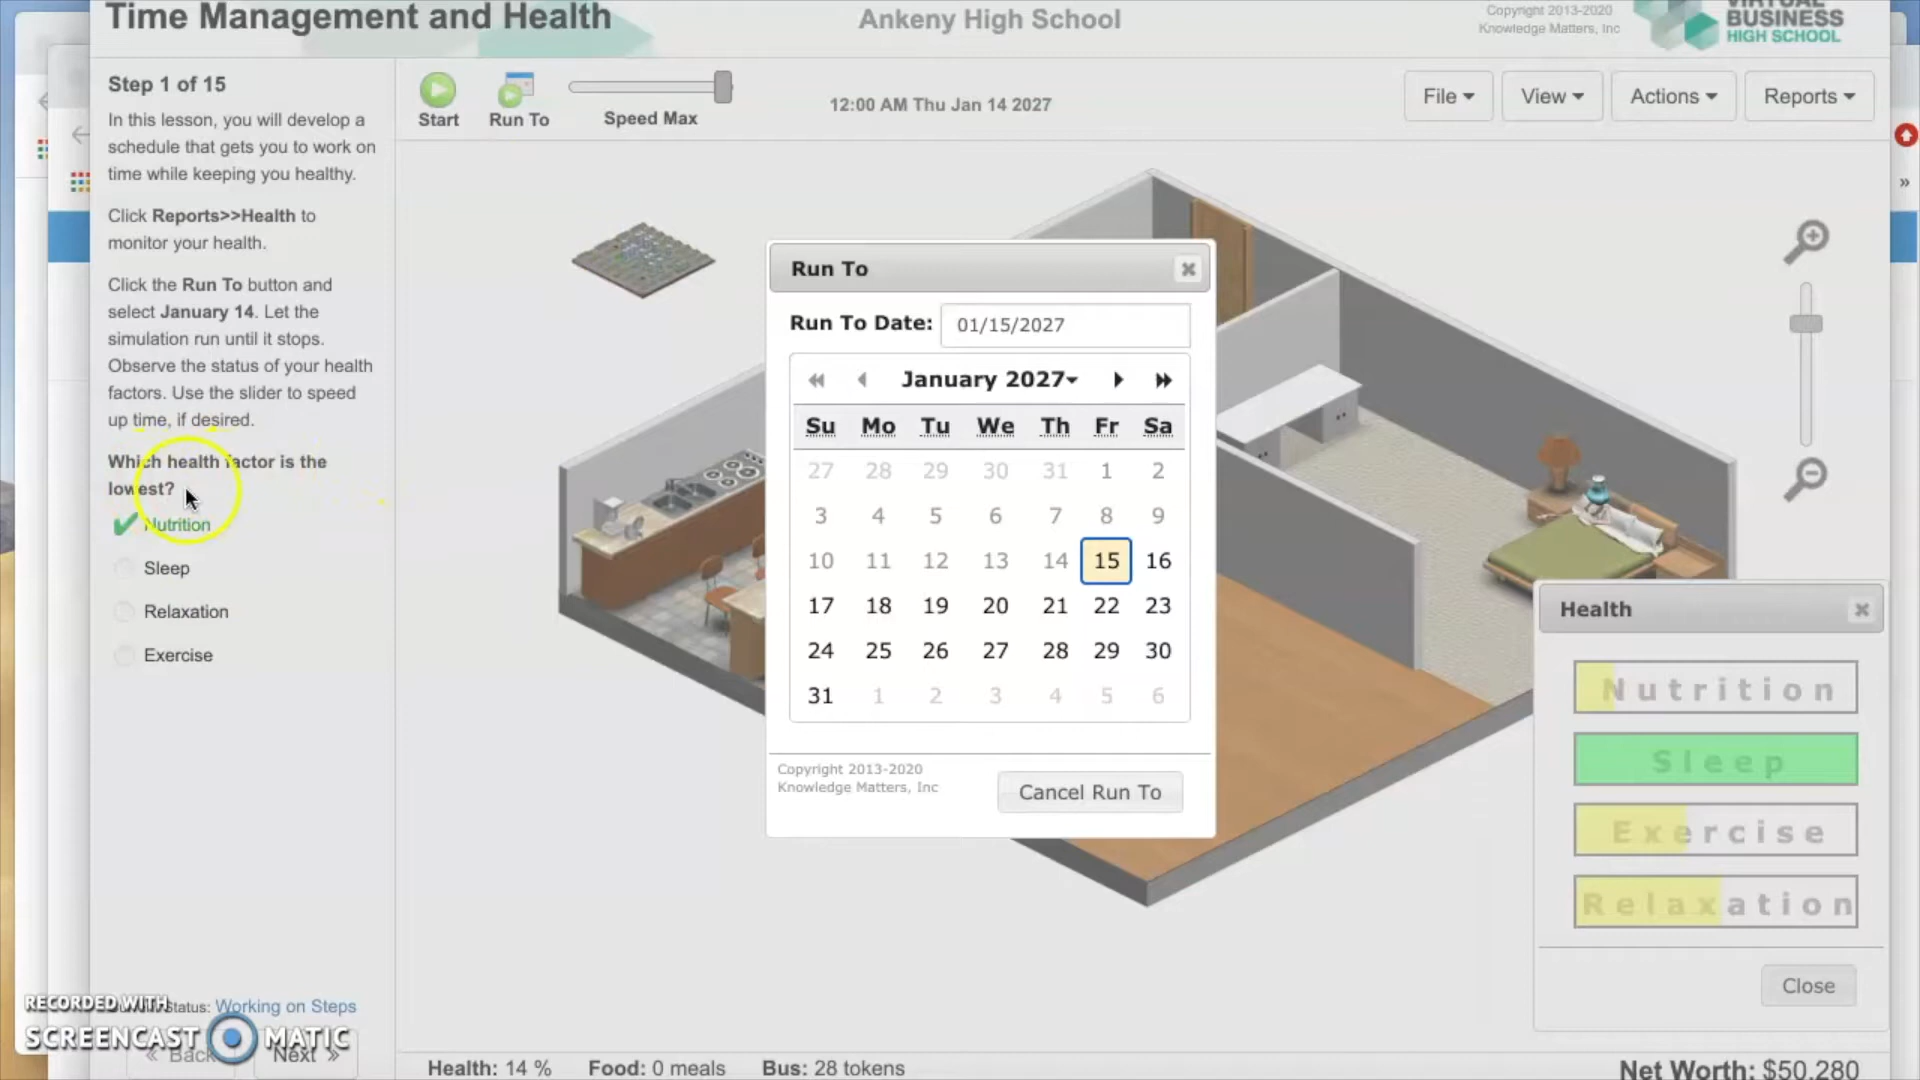 Time Management and Health
Ankeny High School
Copyright 2013-2020
Knowledge Matters, Inc
VIRTUAL
BUSINESS
HIGH SCHOOL
Step 1 of 15
In this lesson, you will develop a
schedule that gets you to work on
time while keeping you healthy.
Click Reports>>Health to
monitor your health.
Click the Run To button and
select January 14. Let the
simulation run until it stops.
Observe the status of your health
factors. Use the slider to speed
up time, if desired.
Which health factor is the
lowest?
Nutrition
Sleep
Relaxation
Exercise
Start
Run To
Speed Max
12:00 AM Thu Jan 14 2027
File
View
Actions
Reports
Run To
Run To Date: 01/15/2027
January 2027
Su Mo Tu We Th Fr Sa
27 28 29 30 31 1 2
3 4 5 6 7 8 9
10 11 12 13 14 15 16
17 18 19 20 21 22 23
24 25 26 27 28 29 30
31 1 2 3 4 5 6
Copyright 2013-2020
Knowledge Matters, Inc
Cancel Run To
Health
Nutrition
Sleep
Exercise
Relaxation
Close
Status: Working on Steps
« Back
Next »
RECORDED WITH
SCREENCAST MATIC
Health: 14 %
Food: 0 meals
Bus: 28 tokens
Net Worth: $50,280